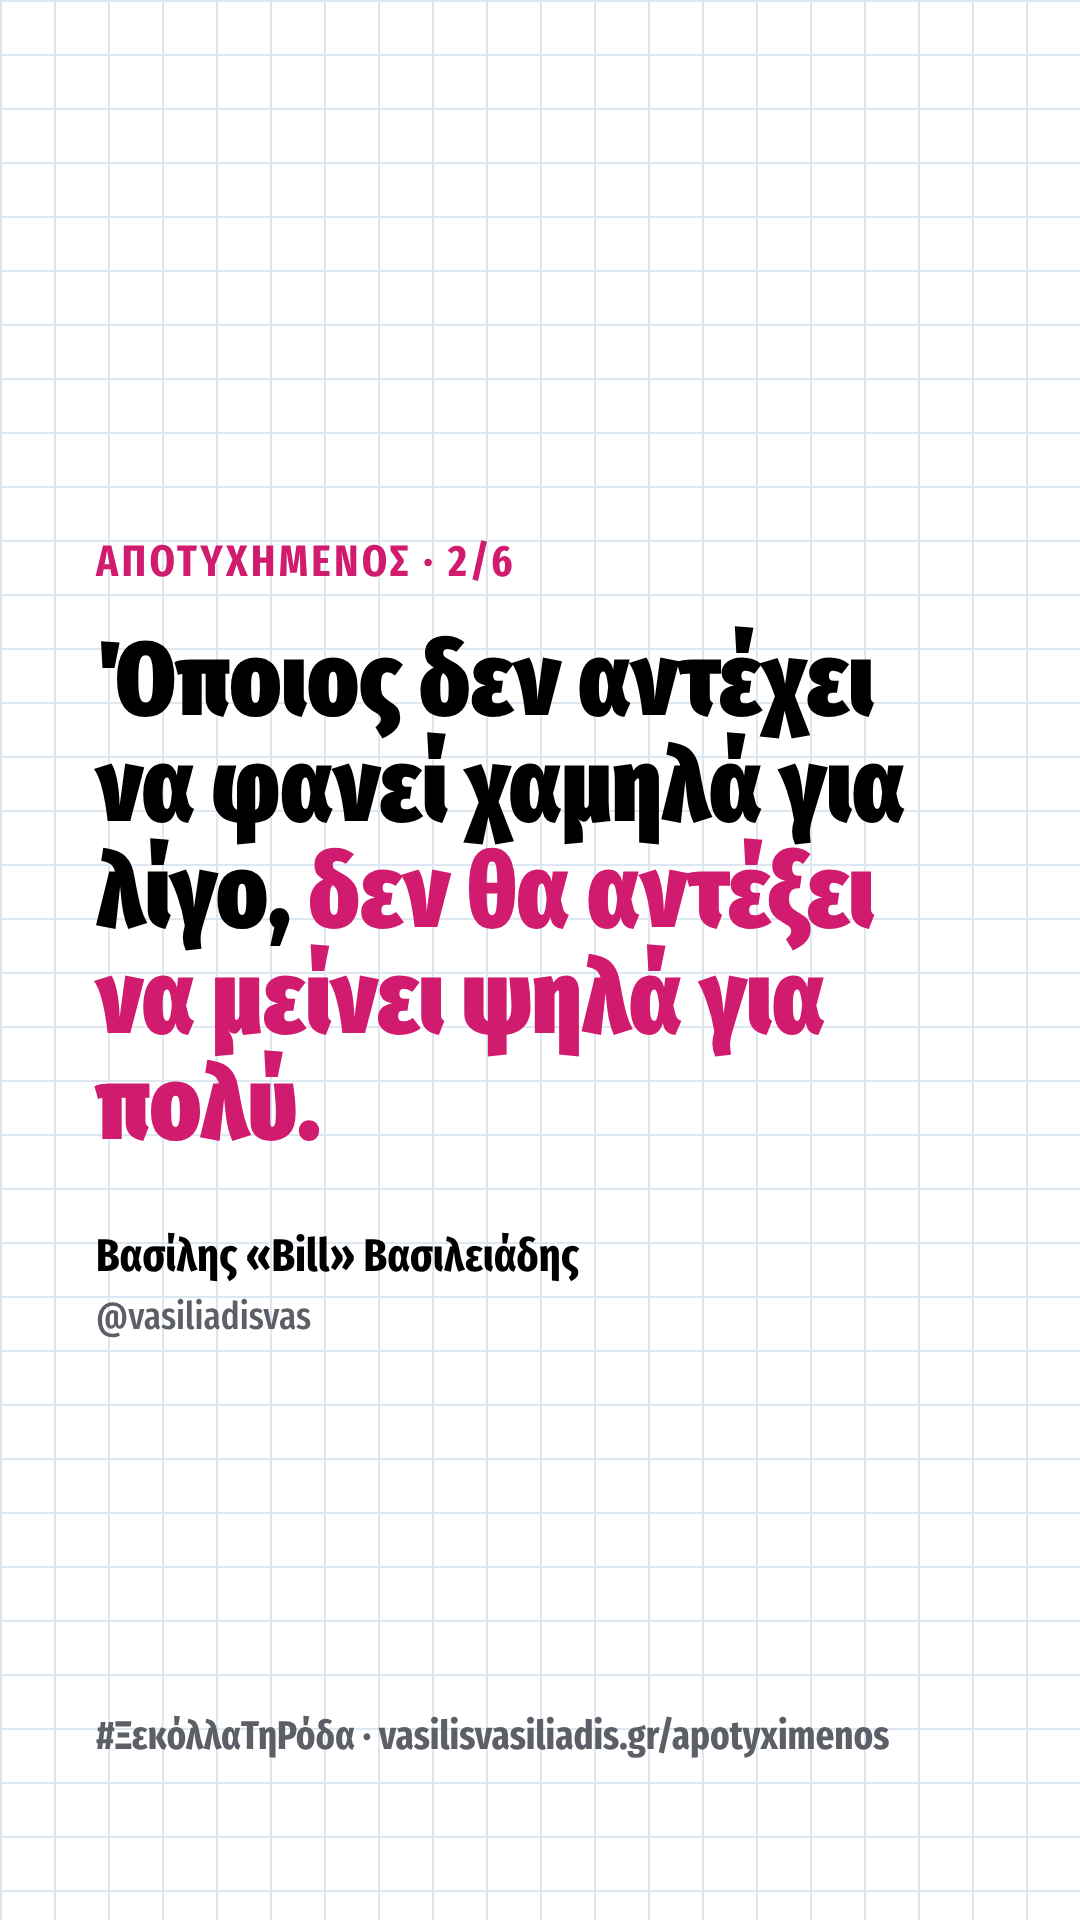 ΑΠΟΤΥΧΗΜΕΝΟΣ · 2/6
Όποιος δεν αντέχει
να φανεί χαμηλά για
λίγο, δεν θα αντέξει
να μείνει ψηλά για
πολύ.
Βασίλης «Bill» Βασιλειάδης
@vasiliadisvas
#ΞεκόλλαΤηΡόδα · vasilisvasiliadis.gr/apotyximenos